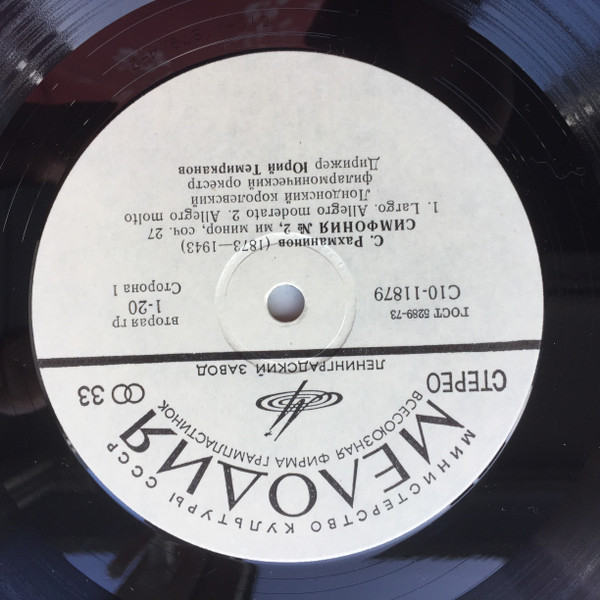 МИНИСТЕРСТВО КУЛЬТУРЫ СССР
МЕЛОДИЯ
ВСЕСОЮЗНАЯ ФИРМА ГРАМПЛАСТИНОК
СТЕРЕО
33
ЛЕНИНГРАДСКИЙ ЗАВОД
ГОСТ 5289-73
С10-11879
вторая гр
1-20
Сторона 1
С. Рахманинов (1873—1943)
СИМФОНИЯ № 2, ми минор, соч. 27
1. Largo. Allegro moderato 2. Allegro molto
Лондонский королевский
филармонический оркестр
Дирижер Юрий Темирканов